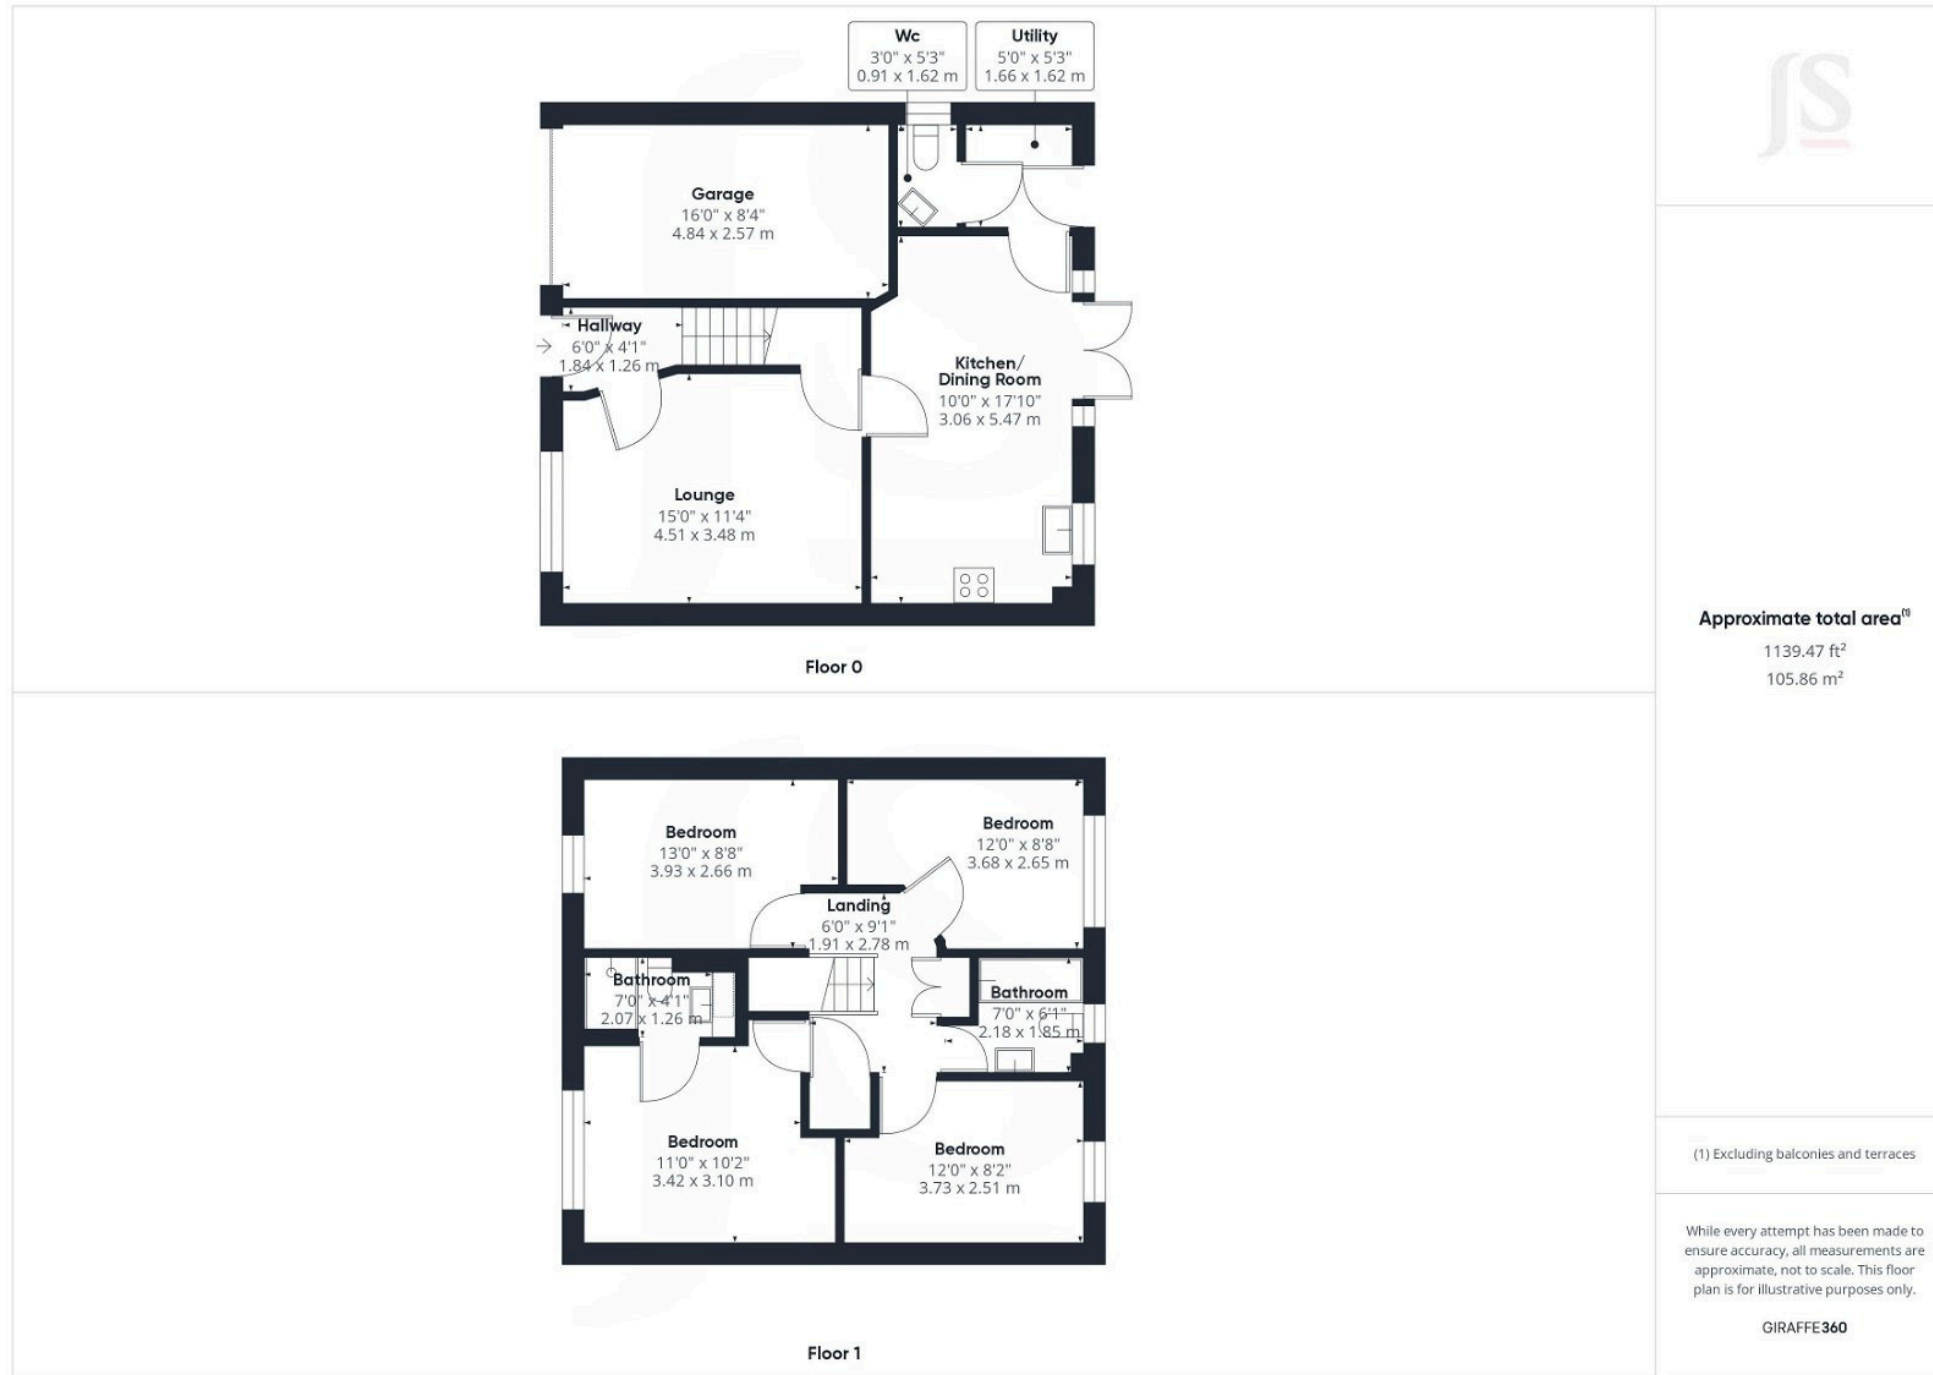 Wc
3'0" x 5'3"
0.91 x 1.62 m
Utility
5'0" x 5'3"
1.66 x 1.62 m
Garage
16'0" x 8'4"
4.84 x 2.57 m
Hallway
6'0" x 4'1"
1.84 x 1.26 m
Kitchen/
Dining Room
10'0" x 17'10"
3.06 x 5.47 m
Lounge
15'0" x 11'4"
4.51 x 3.48 m
Floor 0
Bedroom
13'0" x 8'8"
3.93 x 2.66 m
Bedroom
12'0" x 8'8"
3.68 x 2.65 m
Landing
6'0" x 9'1"
1.91 x 2.78 m
Bathroom
7'0" x 4'1"
2.07 x 1.26 m
Bathroom
7'0" x 6'1"
2.18 x 1.85 m
Bedroom
11'0" x 10'2"
3.42 x 3.10 m
Bedroom
12'0" x 8'2"
3.73 x 2.51 m
Floor 1
JS
Approximate total area(1)
1139.47 ft²
105.86 m²
(1) Excluding balconies and terraces
While every attempt has been made to
ensure accuracy, all measurements are
approximate, not to scale. This floor
plan is for illustrative purposes only.
GIRAFFE360